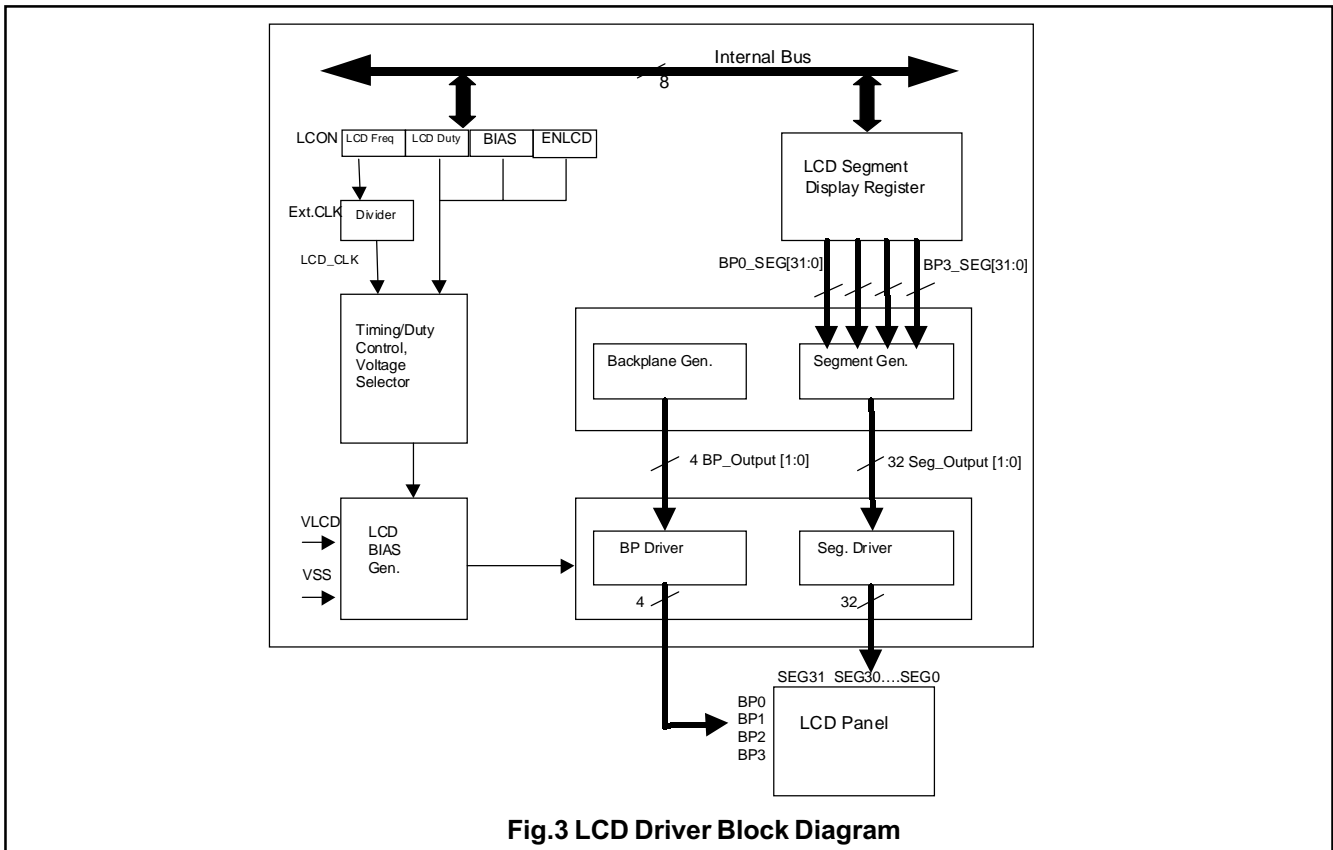 Internal Bus
8
LCON LCD Freq LCD Duty BIAS ENLCD
LCD Segment
Display Register
Ext.CLK Divider
LCD_CLK
BP0_SEG[31:0] BP3_SEG[31:0]
Timing/Duty
Control,
Voltage
Selector
Backplane Gen. Segment Gen.
4 BP_Output [1:0] 32 Seg_Output [1:0]
VLCD
VSS
LCD
BIAS
Gen.
BP Driver Seg. Driver
4 32
SEG31 SEG30....SEG0
BP0
BP1
BP2
BP3
LCD Panel
Fig.3 LCD Driver Block Diagram